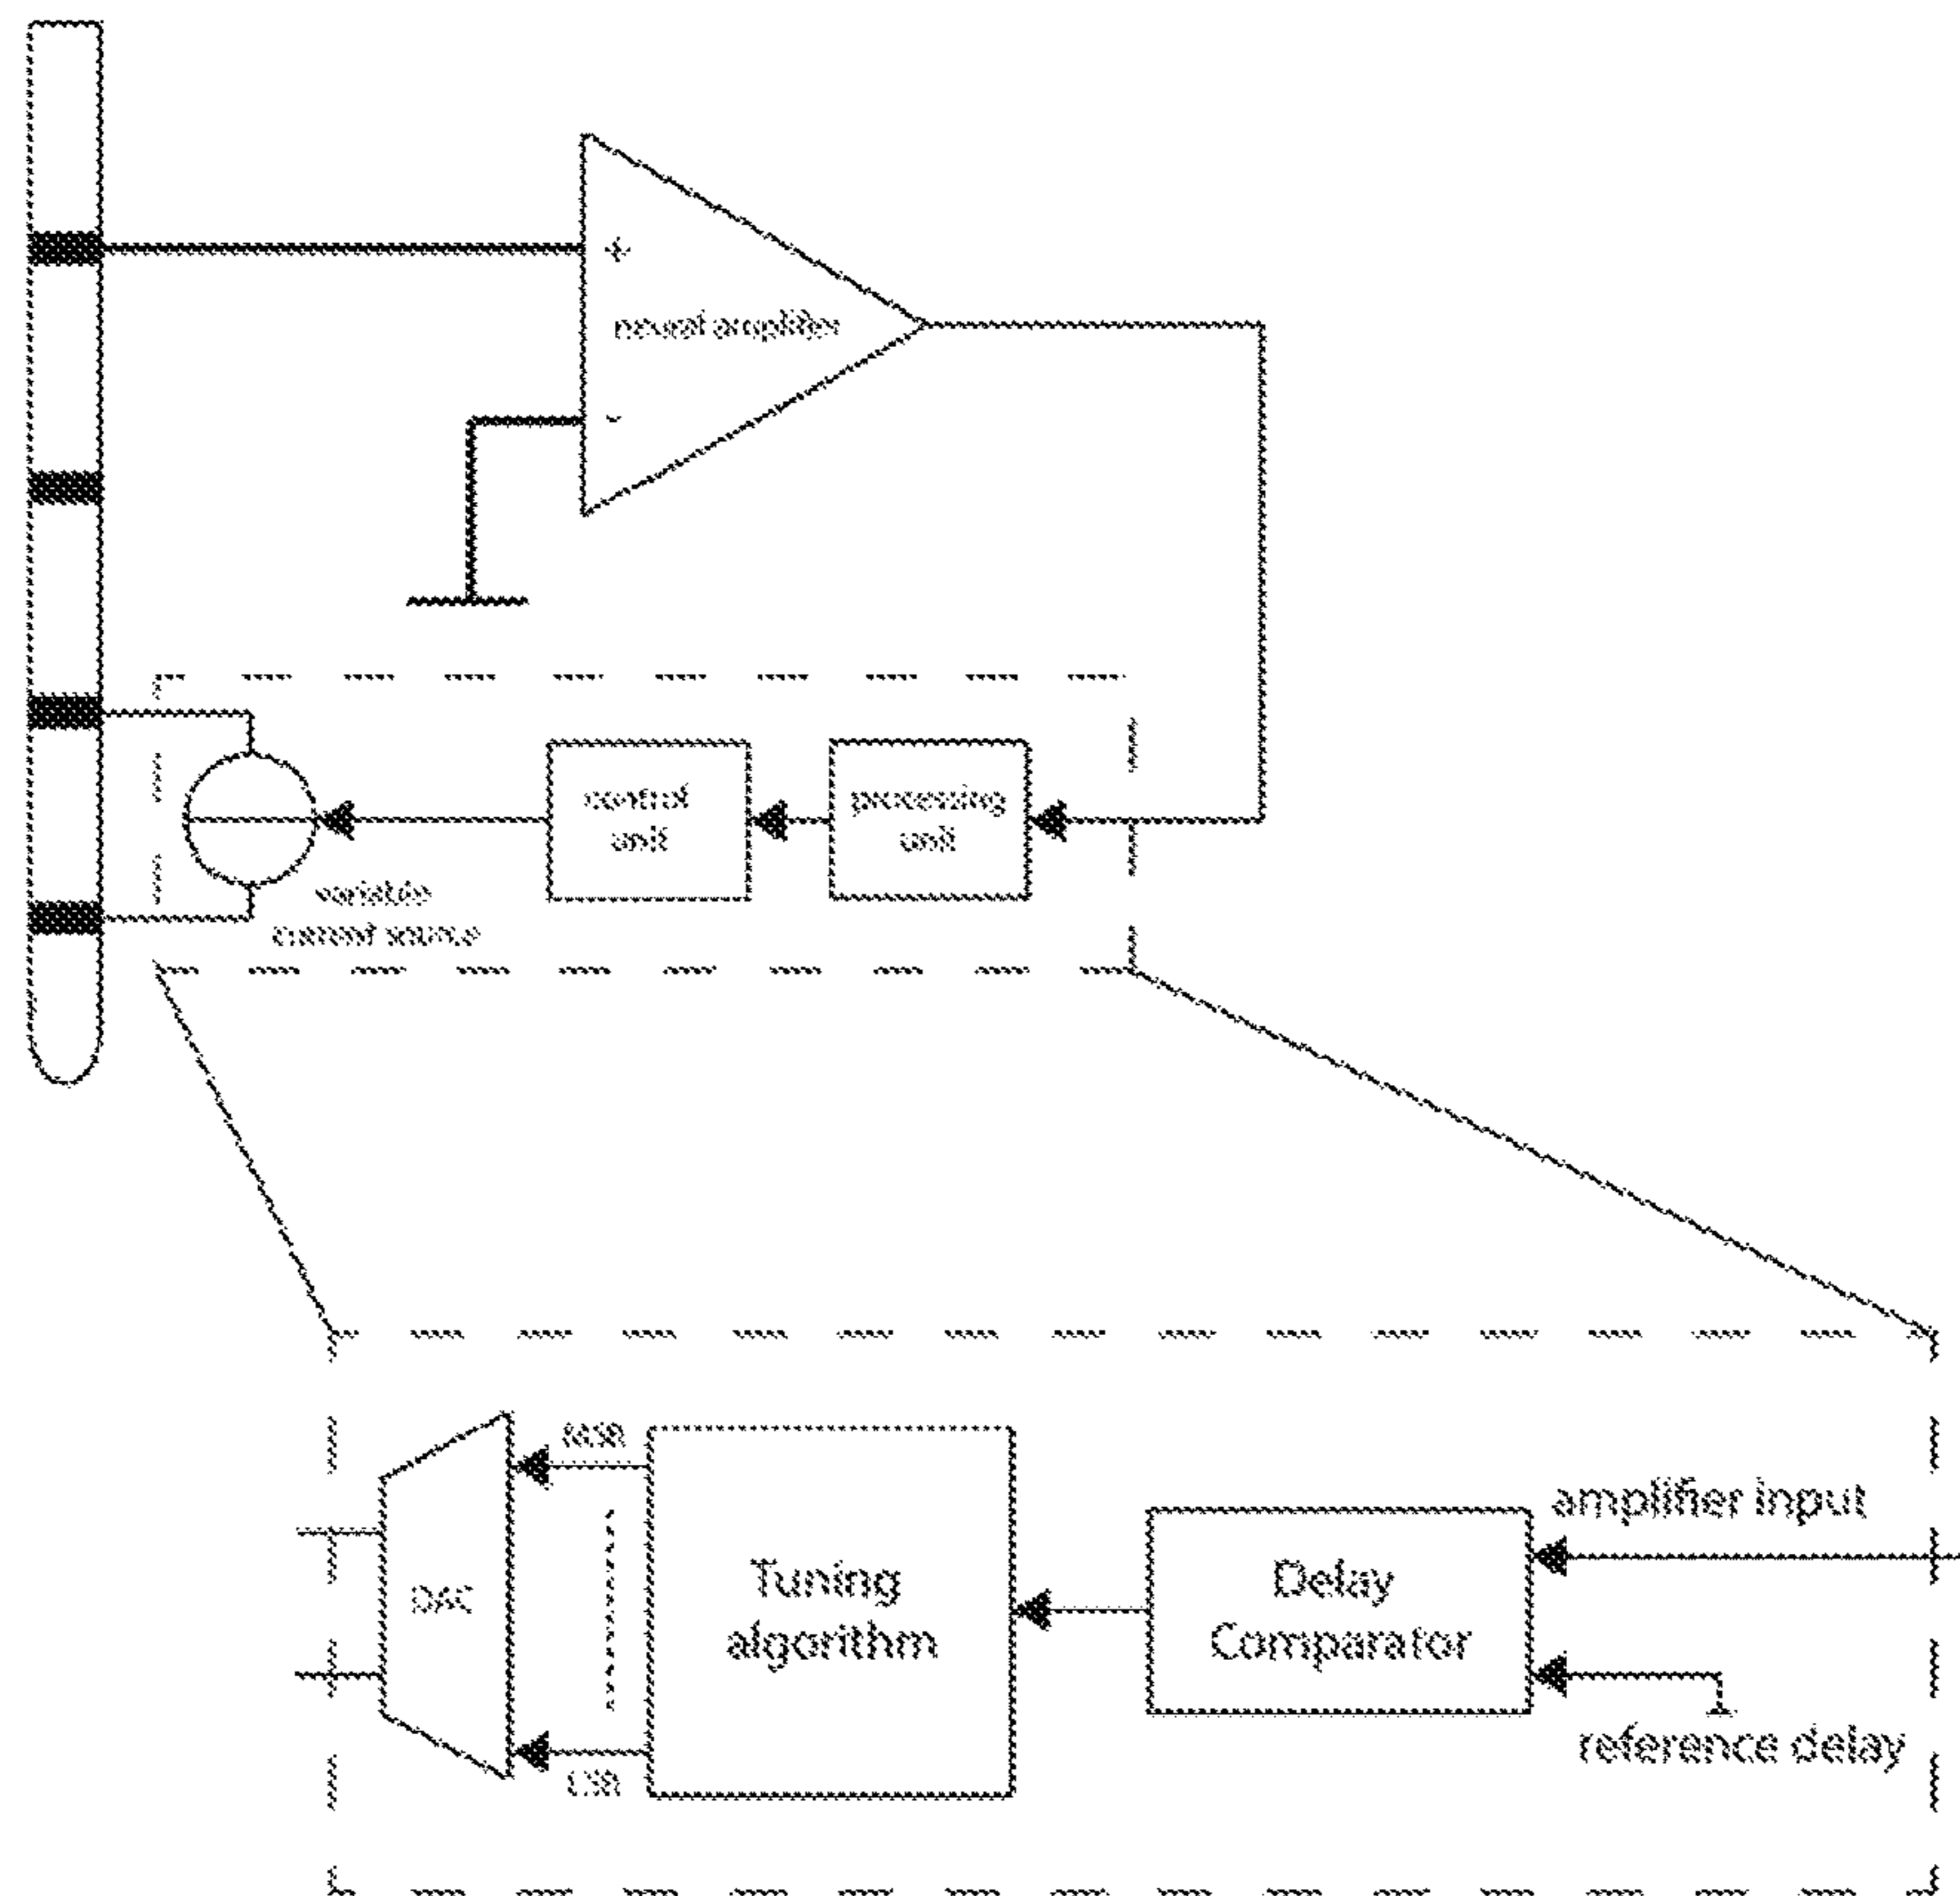 +
neural amplifier
-
control
unit
processing
unit
variable
current source
MSB
amplifier input
Tuning
algorithm
Delay
Comparator
DAC
reference delay
LSB